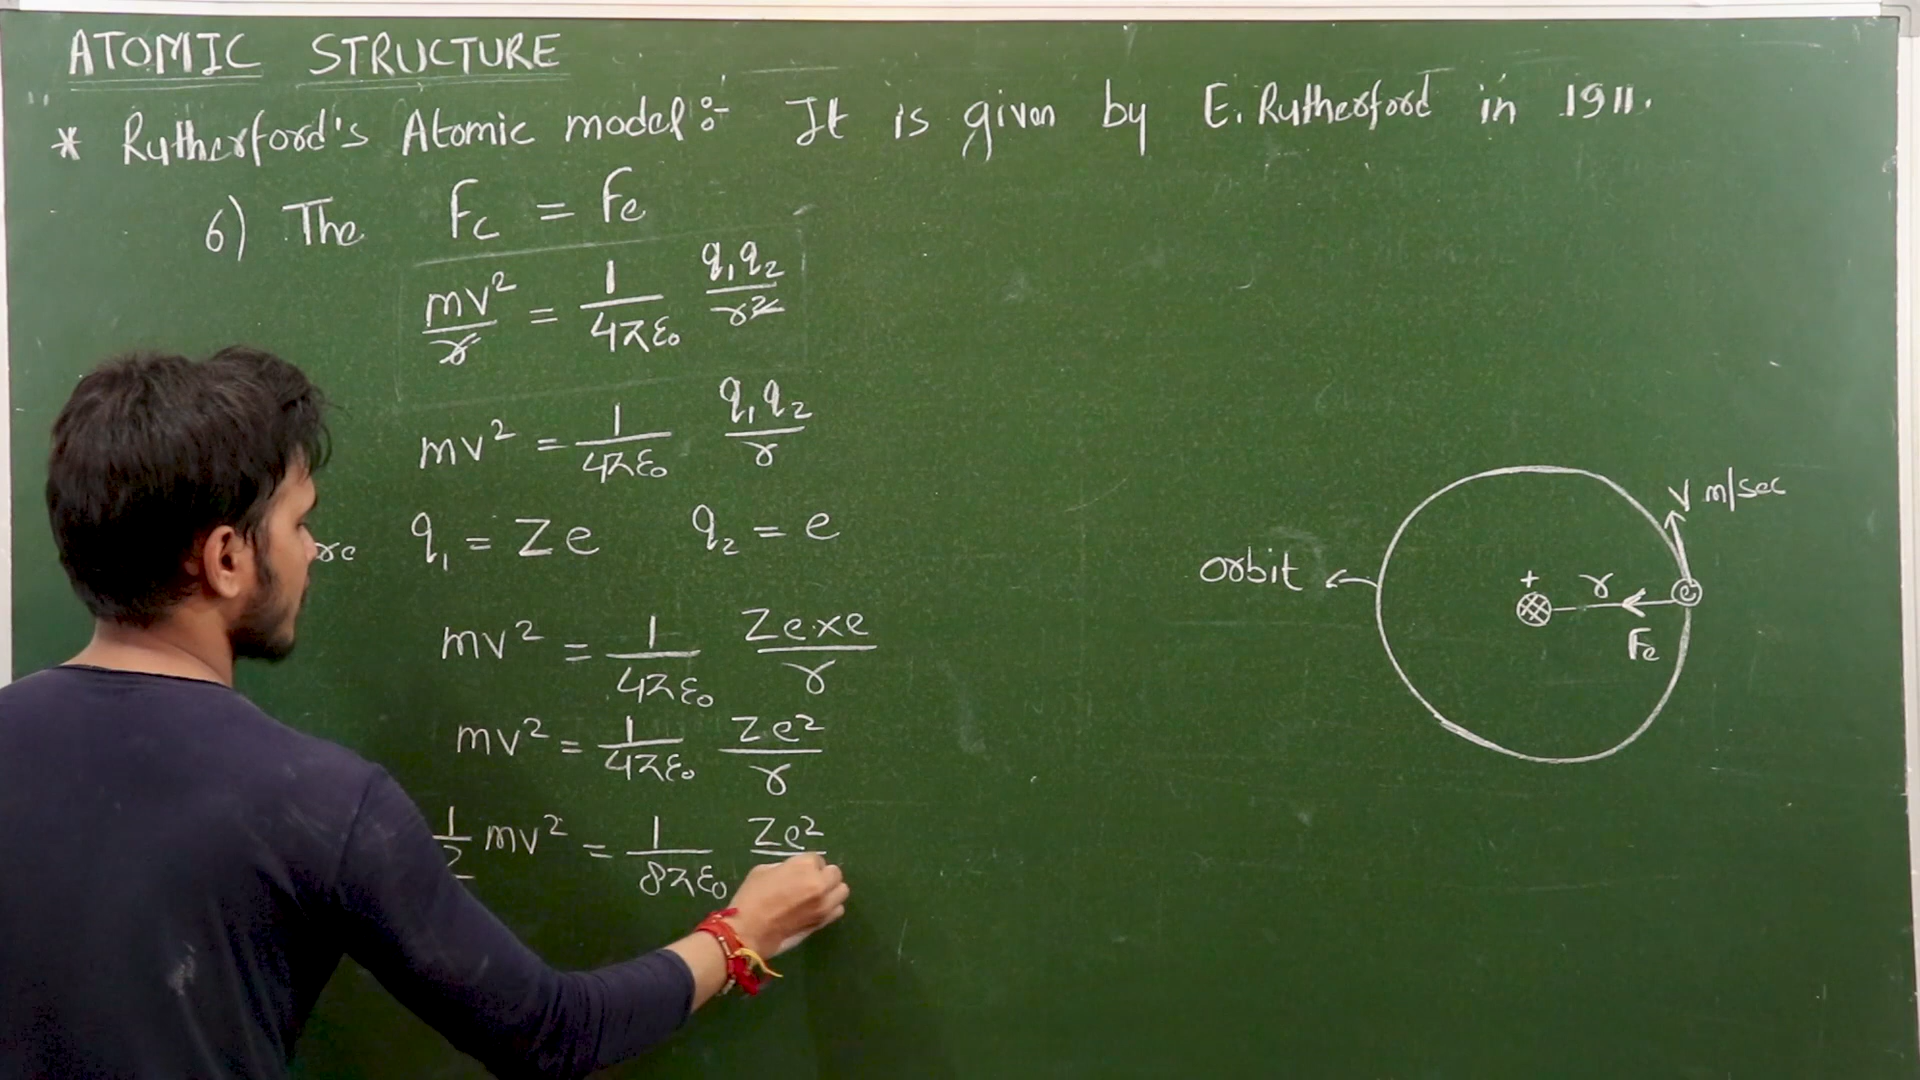 ATOMIC STRUCTURE
* Rutherford's Atomic model :- It is given by E. Rutherford in 1911.
6) The Fc = Fe
mv²/r = 1/4πε₀ q₁q₂/r²
mv² = 1/4πε₀ q₁q₂/r
q₁ = Ze q₂ = e
mv² = 1/4πε₀ Ze×e/r
mv² = 1/4πε₀ Ze²/r
1/2 mv² = 1/8πε₀ Ze²
V m/sec
orbit
+ r e
Fe